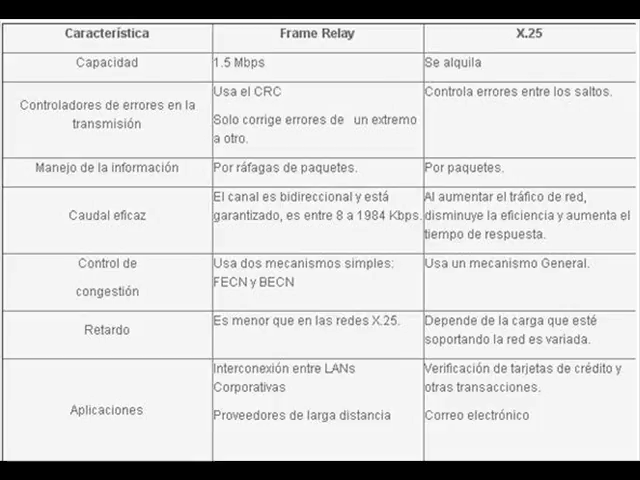 Característica Frame Relay X.25
Capacidad 1.5 Mbps Se alquila
Controladores de errores en la transmisión
Usa el CRC
Solo corrige errores de un extremo
a otro.
Controla errores entre los saltos.
Manejo de la información Por ráfagas de paquetes. Por paquetes.
Caudal eficaz
El canal es bidireccional y está
garantizado, es entre 8 a 1984 Kbps.
Al aumentar el tráfico de red,
disminuye la eficiencia y aumenta el
tiempo de respuesta.
Control de
congestión
Usa dos mecanismos simples:
FECN y BECN
Usa un mecanismo General.
Retardo
Es menor que en las redes X.25.
Depende de la carga que esté
soportando la red es variada.
Aplicaciones
Interconexión entre LANs
Corporativas
Proveedores de larga distancia
Verificación de tarjetas de crédito y
otras transacciones.
Correo electrónico